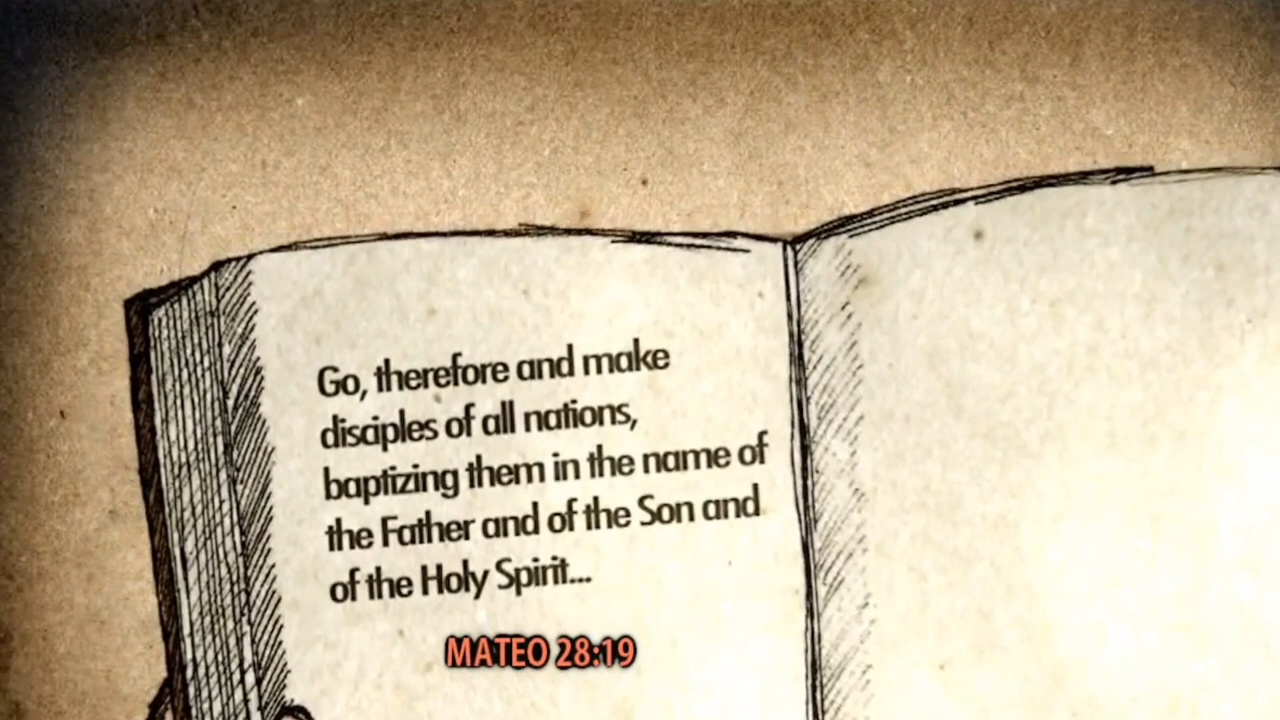 Go, therefore and make
disciples of all nations,
baptizing them in the name of
the Father and of the Son and
of the Holy Spirit...
MATEO 28:19